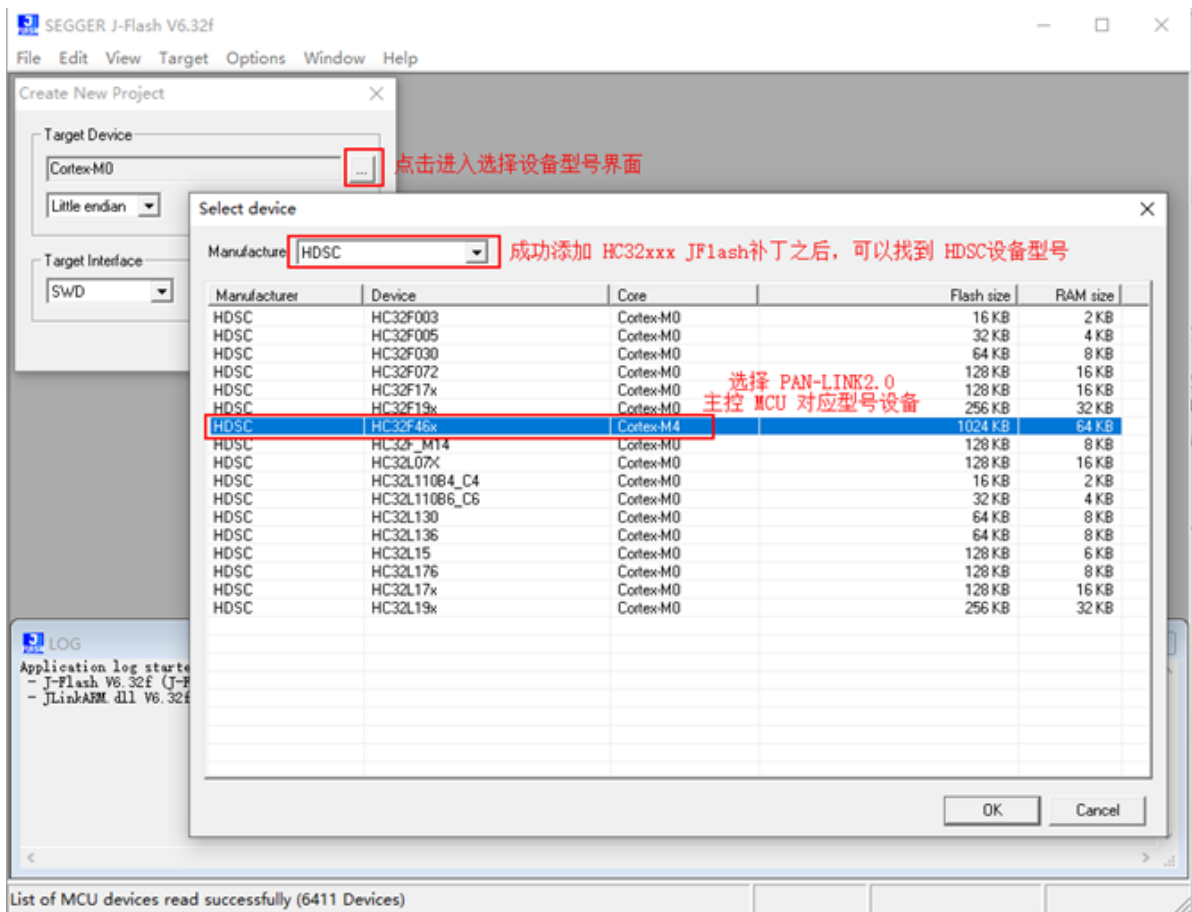 SEGGER J-Flash V6.32f
File Edit View Target Options Window Help
Create New Project
Target Device
Cortex-M0
...
点击进入选择设备型号界面
Little endian
Select device
Manufacture
HDSC
成功添加 HC32xxx JFlash补丁之后，可以找到 HDSC设备型号
Target Interface
SWD
Manufacturer Device Core Flash size RAM size
HDSC HC32F003 Cortex-M0 16 KB 2 KB
HDSC HC32F005 Cortex-M0 32 KB 4 KB
HDSC HC32F030 Cortex-M0 64 KB 8 KB
HDSC HC32F072 Cortex-M0 128 KB 16 KB
HDSC HC32F17x Cortex-M0 128 KB 16 KB
HDSC HC32F19x Cortex-M0 256 KB 32 KB
选择 PAN-LINK2.0
主控 MCU 对应型号设备
HDSC HC32F46x Cortex-M4 1024 KB 64 KB
HDSC HC32F_M14 Cortex-M0 128 KB 8 KB
HDSC HC32L07X Cortex-M0 128 KB 16 KB
HDSC HC32L110B4_C4 Cortex-M0 16 KB 2 KB
HDSC HC32L110B6_C6 Cortex-M0 32 KB 4 KB
HDSC HC32L130 Cortex-M0 64 KB 8 KB
HDSC HC32L136 Cortex-M0 64 KB 8 KB
HDSC HC32L15 Cortex-M0 128 KB 6 KB
HDSC HC32L176 Cortex-M0 128 KB 8 KB
HDSC HC32L17x Cortex-M0 128 KB 16 KB
HDSC HC32L19x Cortex-M0 256 KB 32 KB
LOG
Application log starte
- J-Flash V6.32f (J-F
- JLinkARM.dll V6.32f
OK
Cancel
List of MCU devices read successfully (6411 Devices)